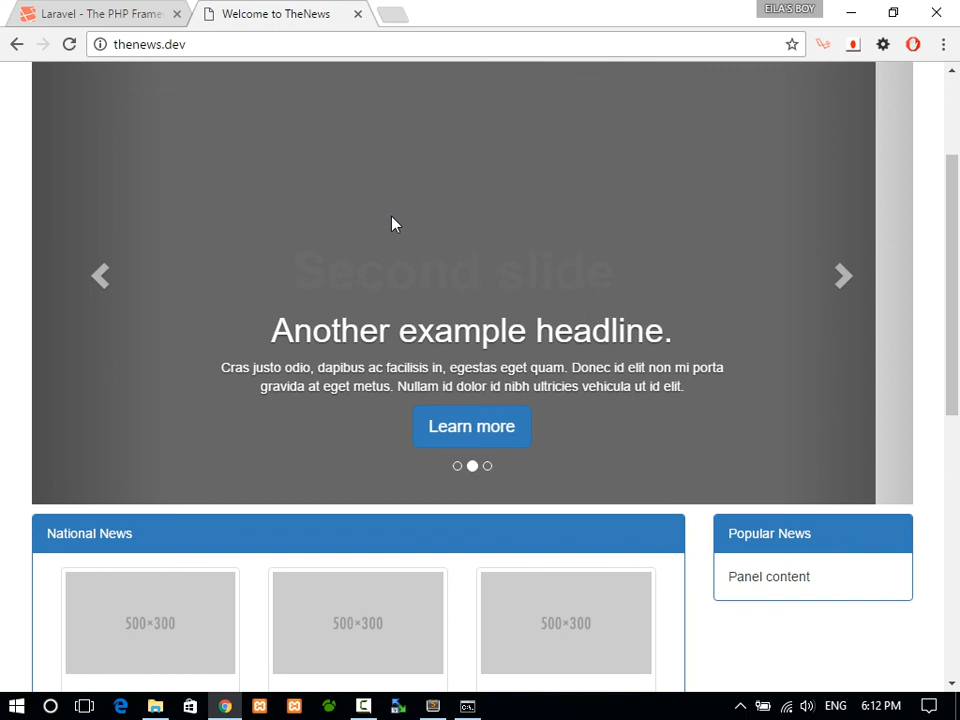 Laravel - The PHP Frame
Welcome to TheNews
EILA'S BOY
thenews.dev
Second slide
Another example headline.
Cras justo odio, dapibus ac facilisis in, egestas eget quam. Donec id elit non mi porta
gravida at eget metus. Nullam id dolor id nibh ultricies vehicula ut id elit.
Learn more
National News
Popular News
Panel content
500×300
500×300
500×300
ENG
6:12 PM